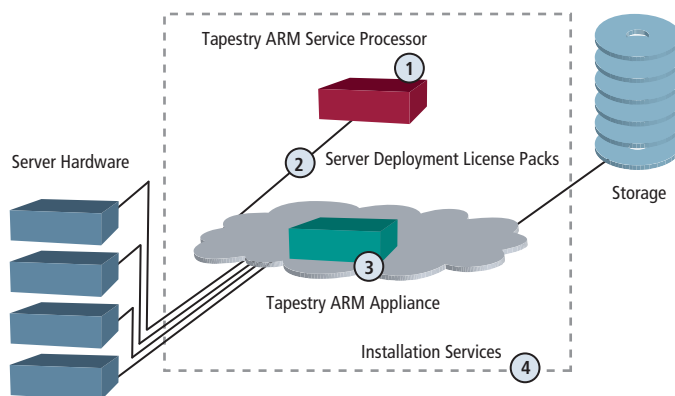 Tapestry ARM Service Processor
1
Server Hardware
2
Server Deployment License Packs
Storage
3
Tapestry ARM Appliance
Installation Services
4